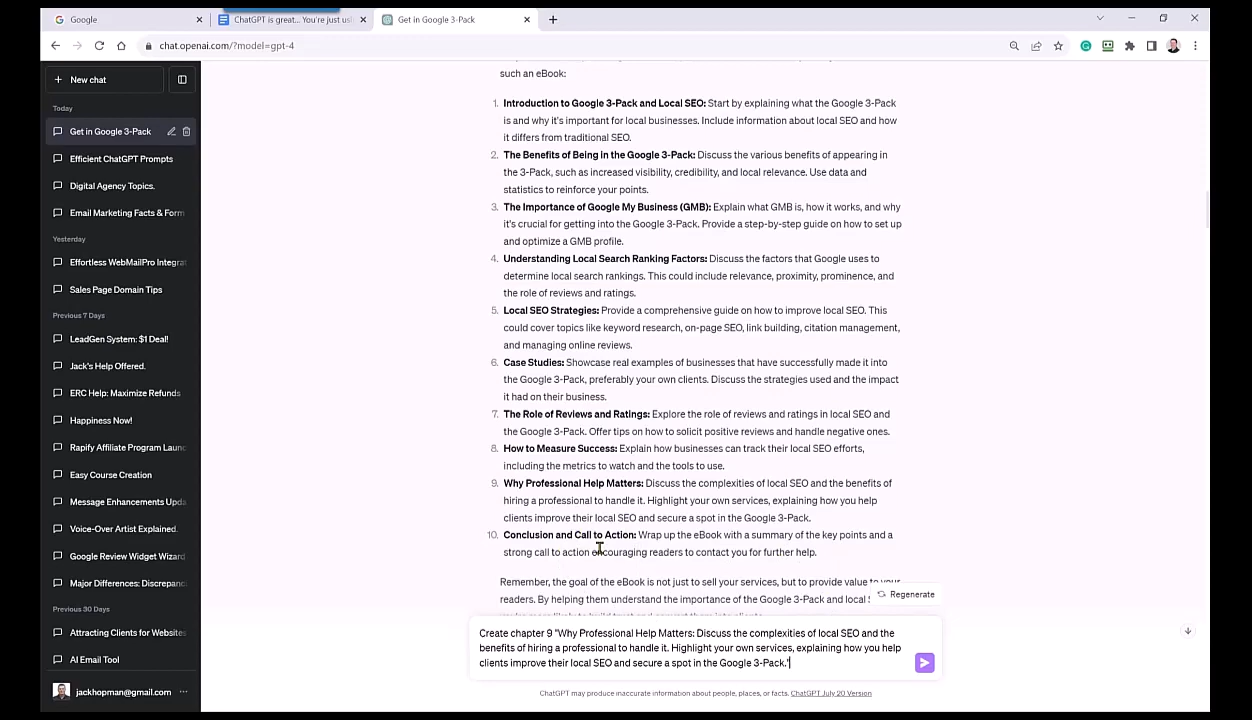 Google
ChatGPT is great... You're just usi
Get in Google 3-Pack
chat.openai.com/?model=gpt-4
New chat
Today
Get in Google 3-Pack
Efficient ChatGPT Prompts
Digital Agency Topics.
Email Marketing Facts & Form
Yesterday
Effortless WebMailPro Integrat
Sales Page Domain Tips
Previous 7 Days
LeadGen System: $1 Deal!
Jack's Help Offered.
ERC Help: Maximize Refunds
Happiness Now!
Rapify Affiliate Program Laun
Easy Course Creation
Message Enhancements Upda
Voice-Over Artist Explained.
Google Review Widget Wizard
Major Differences: Discrepanc
Previous 30 Days
Attracting Clients for Websites
AI Email Tool
jackhopman@gmail.com
such an eBook:
1. Introduction to Google 3-Pack and Local SEO: Start by explaining what the Google 3-Pack
is and why it's important for local businesses. Include information about local SEO and how
it differs from traditional SEO.
2. The Benefits of Being in the Google 3-Pack: Discuss the various benefits of appearing in
the 3-Pack, such as increased visibility, credibility, and local relevance. Use data and
statistics to reinforce your points.
3. The Importance of Google My Business (GMB): Explain what GMB is, how it works, and why
it's crucial for getting into the Google 3-Pack. Provide a step-by-step guide on how to set up
and optimize a GMB profile.
4. Understanding Local Search Ranking Factors: Discuss the factors that Google uses to
determine local search rankings. This could include relevance, proximity, prominence, and
the role of reviews and ratings.
5. Local SEO Strategies: Provide a comprehensive guide on how to improve local SEO. This
could cover topics like keyword research, on-page SEO, link building, citation management,
and managing online reviews.
6. Case Studies: Showcase real examples of businesses that have successfully made it into
the Google 3-Pack, preferably your own clients. Discuss the strategies used and the impact
it had on their business.
7. The Role of Reviews and Ratings: Explore the role of reviews and ratings in local SEO and
the Google 3-Pack. Offer tips on how to solicit positive reviews and handle negative ones.
8. How to Measure Success: Explain how businesses can track their local SEO efforts,
including the metrics to watch and the tools to use.
9. Why Professional Help Matters: Discuss the complexities of local SEO and the benefits of
hiring a professional to handle it. Highlight your own services, explaining how you help
clients improve their local SEO and secure a spot in the Google 3-Pack.
10. Conclusion and Call to Action: Wrap up the eBook with a summary of the key points and a
strong call to action encouraging readers to contact you for further help.
Remember, the goal of the eBook is not just to sell your services, but to provide value to your
readers. By helping them understand the importance of the Google 3-Pack and local
Regenerate
Create chapter 9 "Why Professional Help Matters: Discuss the complexities of local SEO and the
benefits of hiring a professional to handle it. Highlight your own services, explaining how you help
clients improve their local SEO and secure a spot in the Google 3-Pack."
ChatGPT may produce inaccurate information about people, places, or facts. ChatGPT July 20 Version